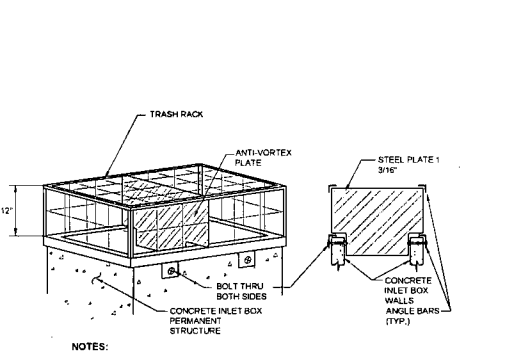 TRASH RACK
ANTI-VORTEX
PLATE
STEEL PLATE 1
3/16"
12"
BOLT THRU
BOTH SIDES
CONCRETE
INLET BOX
WALLS
ANGLE BARS
(TYP.)
CONCRETE INLET BOX
PERMANENT
STRUCTURE
NOTES: